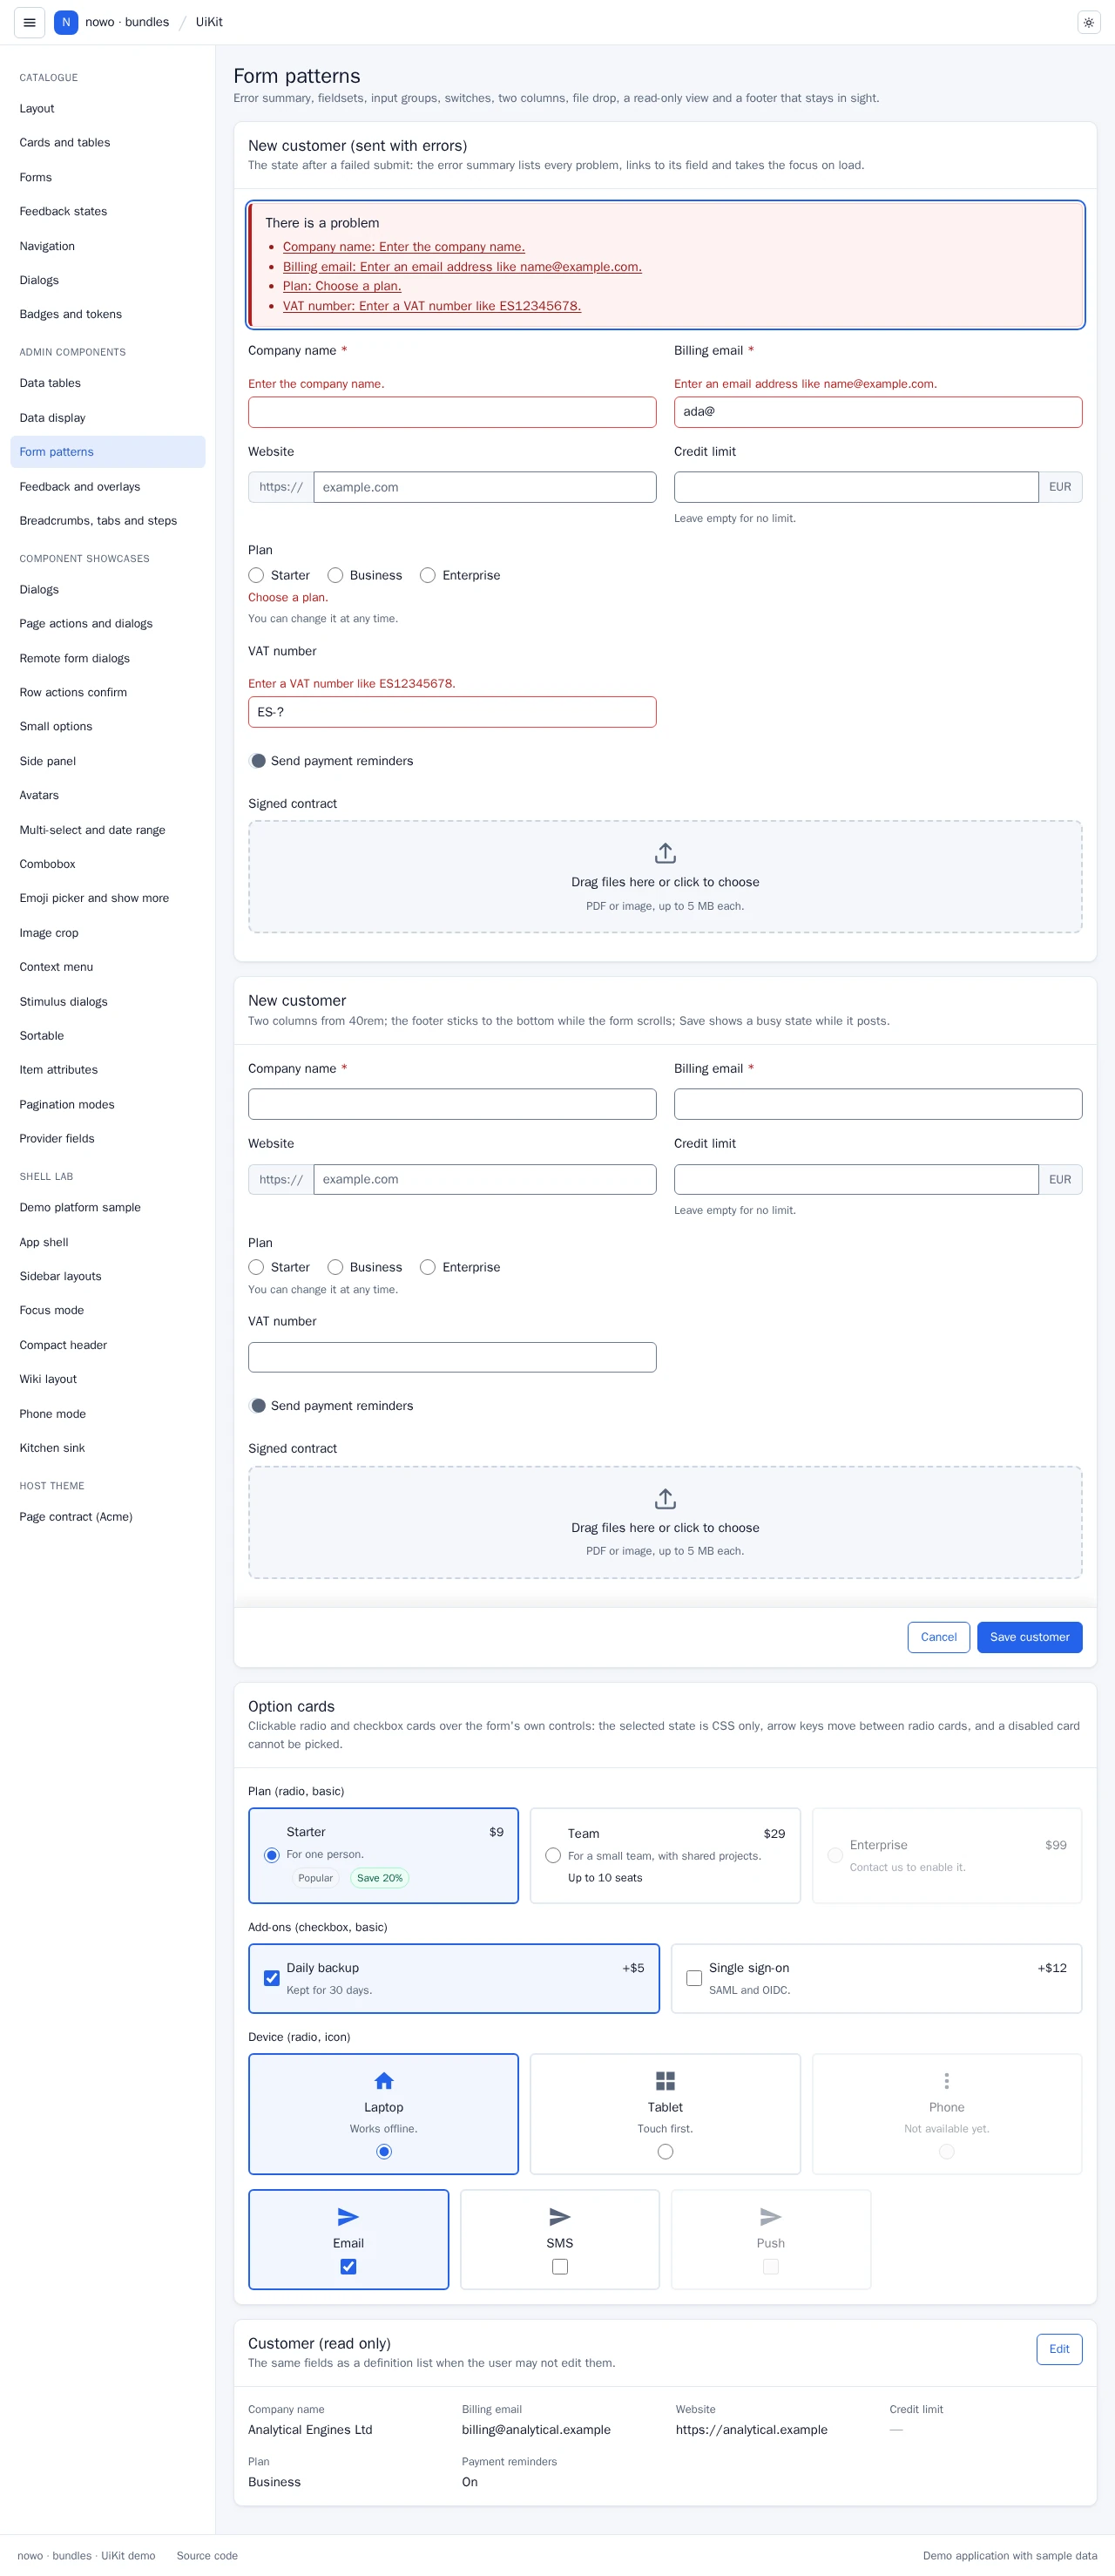 N nowo · bundles / UiKit
CATALOGUE
Layout
Cards and tables
Forms
Feedback states
Navigation
Dialogs
Badges and tokens
ADMIN COMPONENTS
Data tables
Data display
Form patterns
Feedback and overlays
Breadcrumbs, tabs and steps
COMPONENT SHOWCASES
Dialogs
Page actions and dialogs
Remote form dialogs
Row actions confirm
Small options
Side panel
Avatars
Multi-select and date range
Combobox
Emoji picker and show more
Image crop
Context menu
Stimulus dialogs
Sortable
Item attributes
Pagination modes
Provider fields
SHELL LAB
Demo platform sample
App shell
Sidebar layouts
Focus mode
Compact header
Wiki layout
Phone mode
Kitchen sink
HOST THEME
Page contract (Acme)
Form patterns
Error summary, fieldsets, input groups, switches, two columns, file drop, a read-only view and a footer that stays in sight.
New customer (sent with errors)
The state after a failed submit: the error summary lists every problem, links to its field and takes the focus on load.
There is a problem
• Company name: Enter the company name.
• Billing email: Enter an email address like name@example.com.
• Plan: Choose a plan.
• VAT number: Enter a VAT number like ES12345678.
Company name * Billing email *
Enter the company name. Enter an email address like name@example.com.
ada@
Website Credit limit
https:// example.com EUR
Leave empty for no limit.
Plan
Starter Business Enterprise
Choose a plan.
You can change it at any time.
VAT number
Enter a VAT number like ES12345678.
ES-?
Send payment reminders
Signed contract
Drag files here or click to choose
PDF or image, up to 5 MB each.
New customer
Two columns from 40rem; the footer sticks to the bottom while the form scrolls; Save shows a busy state while it posts.
Company name * Billing email *
Website Credit limit
https:// example.com EUR
Leave empty for no limit.
Plan
Starter Business Enterprise
You can change it at any time.
VAT number
Send payment reminders
Signed contract
Drag files here or click to choose
PDF or image, up to 5 MB each.
Cancel Save customer
Option cards
Clickable radio and checkbox cards over the form's own controls: the selected state is CSS only, arrow keys move between radio cards, and a disabled card
cannot be picked.
Plan (radio, basic)
Starter $9
For one person.
Popular Save 20%
Team $29
For a small team, with shared projects.
Up to 10 seats
Enterprise $99
Contact us to enable it.
Add-ons (checkbox, basic)
Daily backup +$5
Kept for 30 days.
Single sign-on +$12
SAML and OIDC.
Device (radio, icon)
Laptop
Works offline.
Tablet
Touch first.
Phone
Not available yet.
Email
SMS
Push
Customer (read only)
The same fields as a definition list when the user may not edit them.
Edit
Company name Billing email Website Credit limit
Analytical Engines Ltd billing@analytical.example https://analytical.example —
Plan Payment reminders
Business On
nowo · bundles · UiKit demo Source code Demo application with sample data